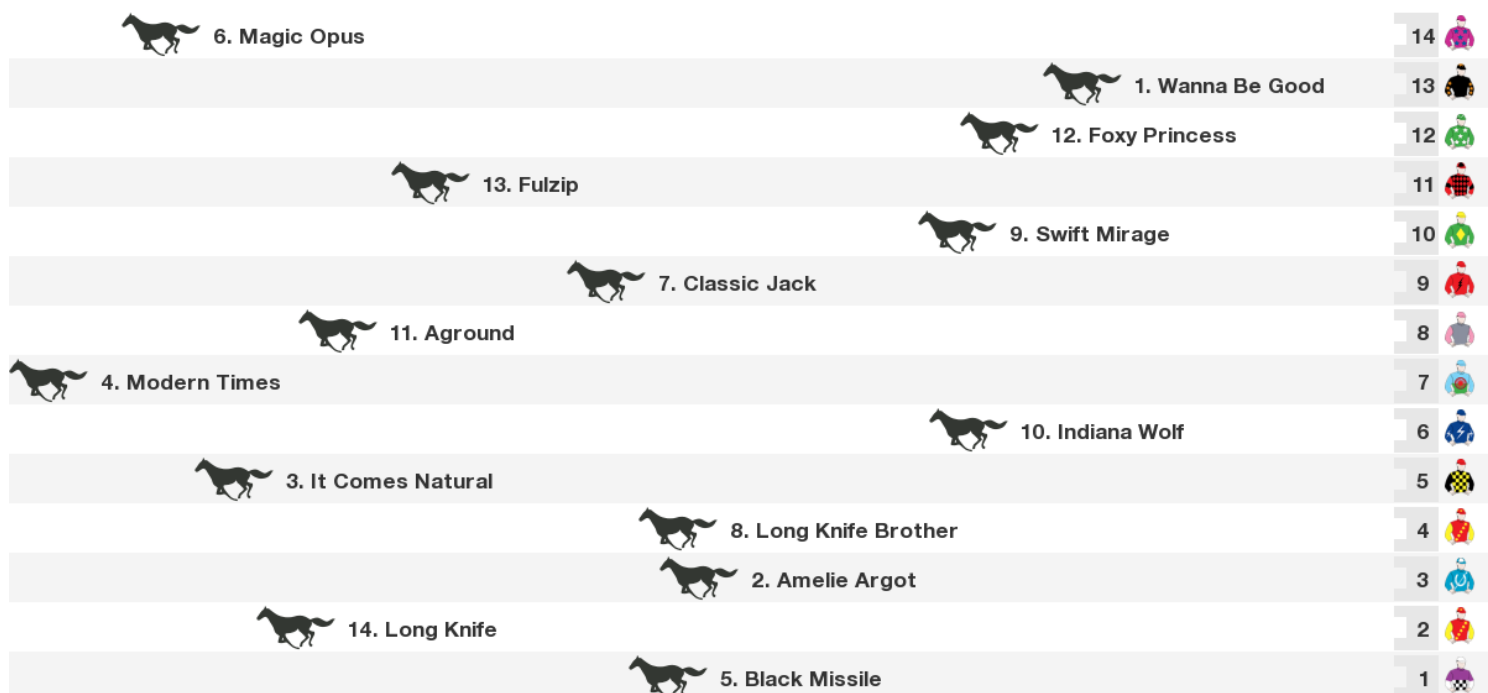 6. Magic Opus 14
1. Wanna Be Good 13
12. Foxy Princess 12
13. Fulzip 11
9. Swift Mirage 10
7. Classic Jack 9
11. Aground 8
4. Modern Times 7
10. Indiana Wolf 6
3. It Comes Natural 5
8. Long Knife Brother 4
2. Amelie Argot 3
14. Long Knife 2
5. Black Missile 1